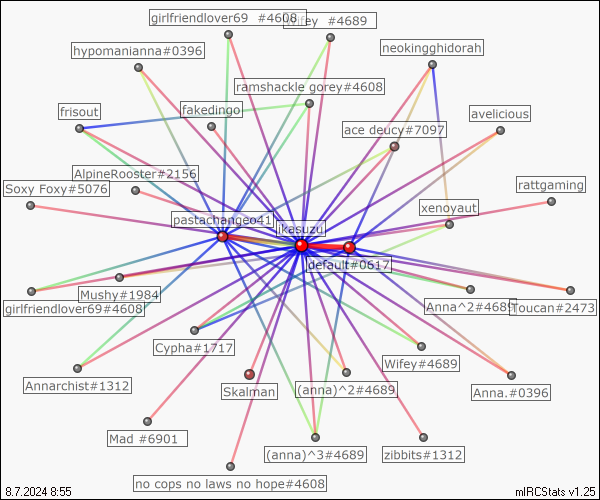 girlfriendlover69 #4608
Wifey #4689
hypomanianna#0396
neokingghidorah
ramshackle gorey#4608
frisout
fakedingo
avelicious
ace deucy#7097
AlpineRooster#2156
Soxy Foxy#5076
rattgaming
xenoyaut
pastachangeo41
ikasuzu
default#0617
Mushy#1984
girlfriendlover69#4608
Anna^2#4689
Toucan#2473
Cypha#1717
Wifey#4689
Annarchist#1312
Skalman
(anna)^2#4689
Anna.#0396
Mad #6901
(anna)^3#4689
zibbits#1312
no cops no laws no hope#4608
8.7.2024 8:55
mIRCStats v1.25